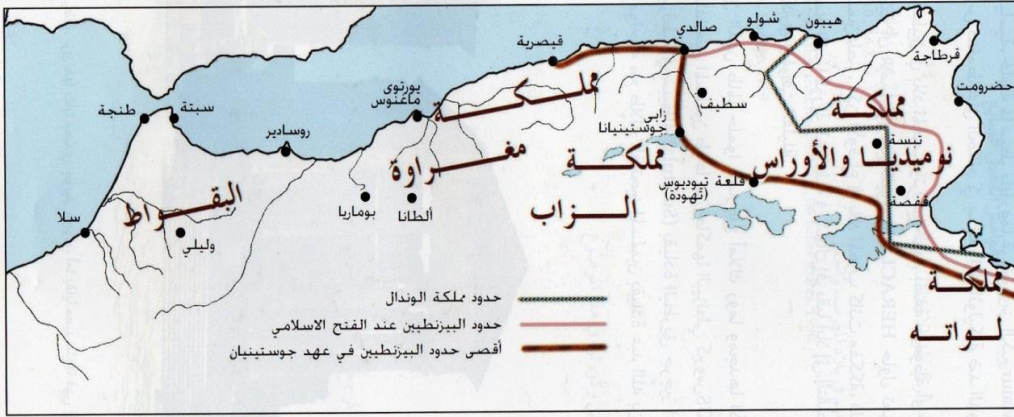 حضرموت
قرطاجة
هيبون
شولو
صالدي
قيصرية
سطيف
زابي
جوستينيانا
تبسة
قفصة
قلعة تبوديوس
(تهودة)
بورتوى
ماغنوس
ألطانا
بوماريا
روسادير
سبتة
طنجة
سلا
وليلي
مملكة
نوميديا والأوراس
مملكة
لواته
مملكة
الزاب
مملكة
مغراوة
البقواط
حدود مملكة الوندال
حدود البيزنطيين عند الفتح الاسلامي
أقصى حدود البيزنطيين في عهد جوستينيان